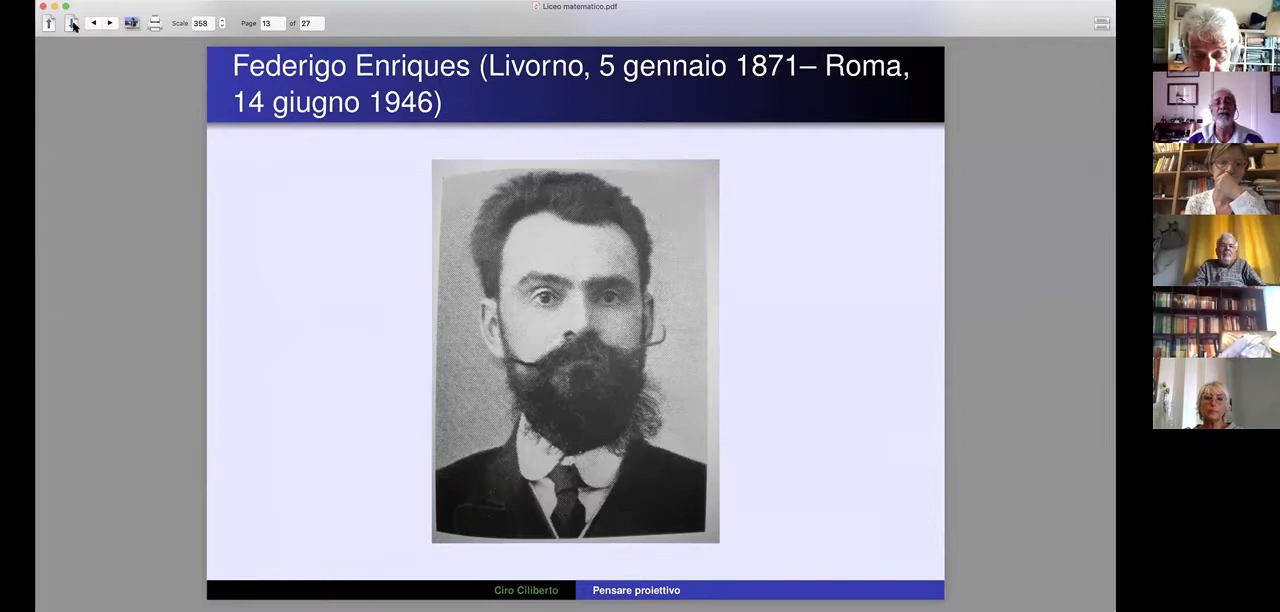 Liceo matematico.pdf
Scale 358 Page 13 of 27
Federigo Enriques (Livorno, 5 gennaio 1871– Roma,
14 giugno 1946)
Ciro Ciliberto Pensare proiettivo